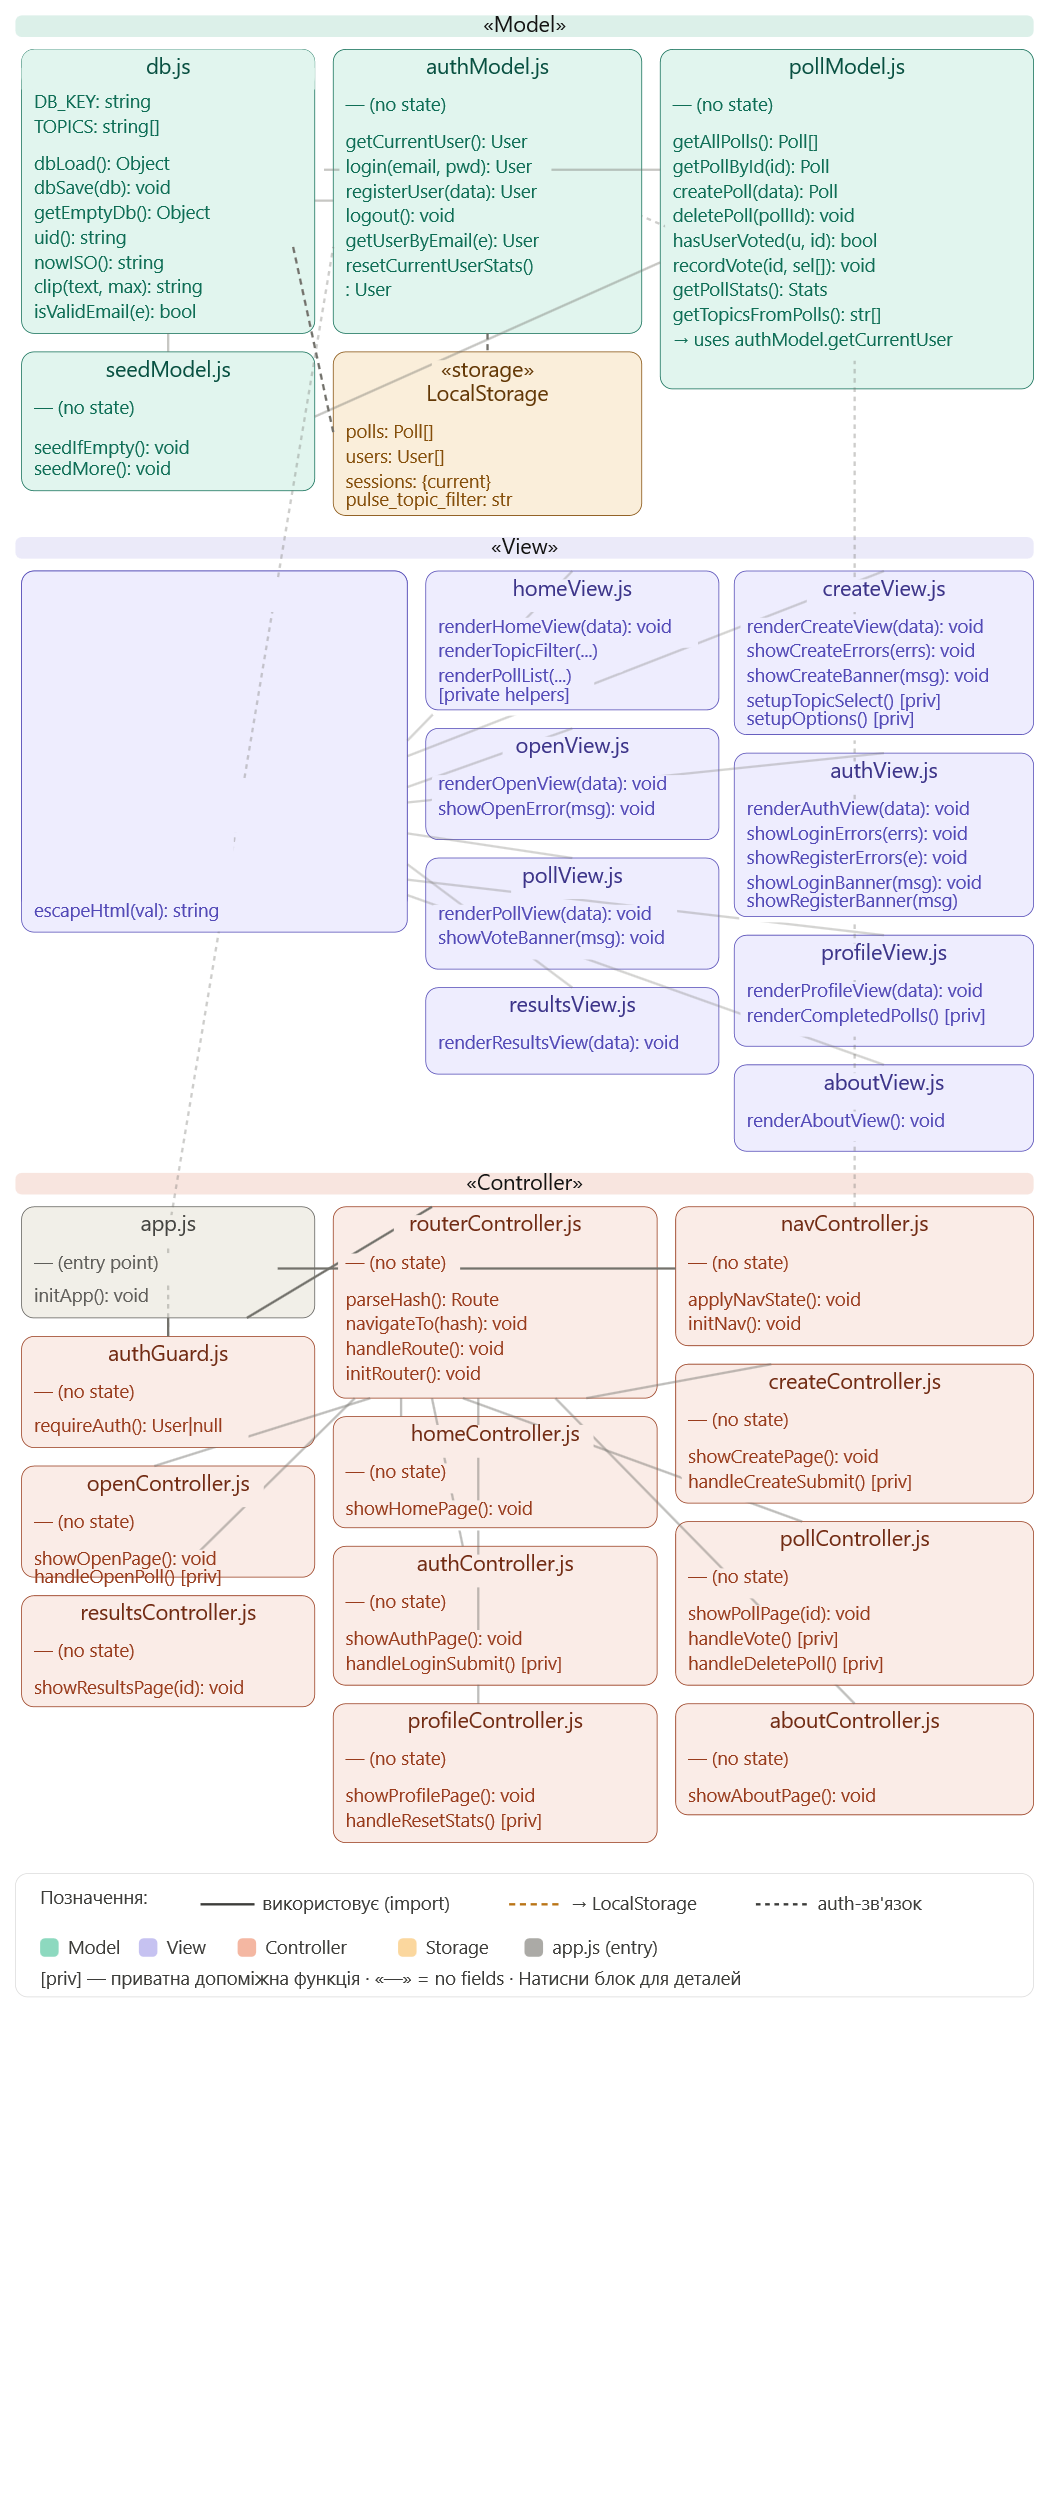 «Model»
db.js
DB_KEY: string
TOPICS: string[]
dbLoad(): Object
dbSave(db): void
getEmptyDb(): Object
uid(): string
nowISO(): string
clip(text, max): string
isValidEmail(e): bool
authModel.js
— (no state)
getCurrentUser(): User
login(email, pwd): User
registerUser(data): User
logout(): void
getUserByEmail(e): User
resetCurrentUserStats()
: User
pollModel.js
— (no state)
getAllPolls(): Poll[]
getPollById(id): Poll
createPoll(data): Poll
deletePoll(pollId): void
hasUserVoted(u, id): bool
recordVote(id, sel[]): void
getPollStats(): Stats
getTopicsFromPolls(): str[]
→ uses authModel.getCurrentUser
seedModel.js
— (no state)
seedIfEmpty(): void
seedMore(): void
«storage»
LocalStorage
polls: Poll[]
users: User[]
sessions: {current}
pulse_topic_filter: str
«View»
escapeHtml(val): string
homeView.js
renderHomeView(data): void
renderTopicFilter(...)
renderPollList(...)
[private helpers]
createView.js
renderCreateView(data): void
showCreateErrors(errs): void
showCreateBanner(msg): void
setupTopicSelect() [priv]
setupOptions() [priv]
openView.js
renderOpenView(data): void
showOpenError(msg): void
authView.js
renderAuthView(data): void
showLoginErrors(errs): void
showRegisterErrors(e): void
showLoginBanner(msg): void
showRegisterBanner(msg)
pollView.js
renderPollView(data): void
showVoteBanner(msg): void
profileView.js
renderProfileView(data): void
renderCompletedPolls() [priv]
resultsView.js
renderResultsView(data): void
aboutView.js
renderAboutView(): void
«Controller»
app.js
— (entry point)
initApp(): void
routerController.js
— (no state)
parseHash(): Route
navigateTo(hash): void
handleRoute(): void
initRouter(): void
navController.js
— (no state)
applyNavState(): void
initNav(): void
authGuard.js
— (no state)
requireAuth(): User|null
createController.js
— (no state)
showCreatePage(): void
handleCreateSubmit() [priv]
homeController.js
— (no state)
showHomePage(): void
openController.js
— (no state)
showOpenPage(): void
handleOpenPoll() [priv]
pollController.js
— (no state)
showPollPage(id): void
handleVote() [priv]
handleDeletePoll() [priv]
authController.js
— (no state)
showAuthPage(): void
handleLoginSubmit() [priv]
resultsController.js
— (no state)
showResultsPage(id): void
profileController.js
— (no state)
showProfilePage(): void
handleResetStats() [priv]
aboutController.js
— (no state)
showAboutPage(): void
Позначення:
використовує (import)
→ LocalStorage
auth-зв'язок
Model
View
Controller
Storage
app.js (entry)
[priv] — приватна допоміжна функція · «—» = no fields · Натисни блок для деталей